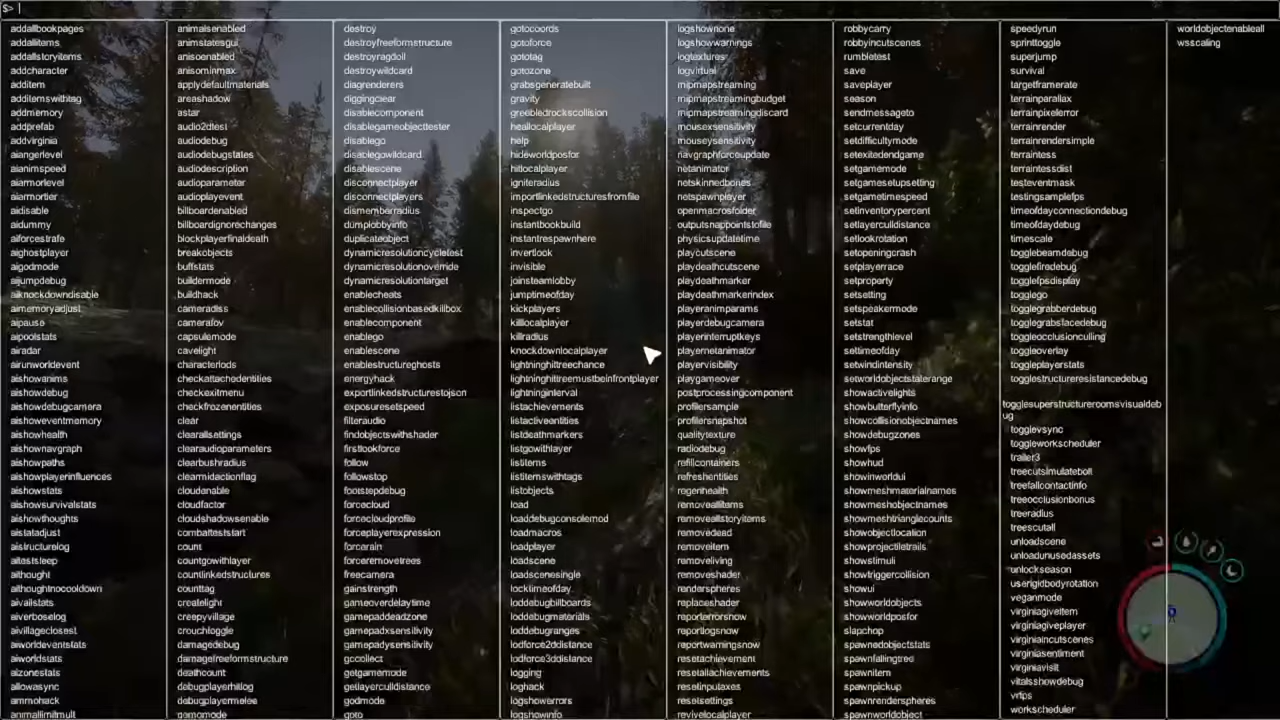 $> |
addallbookpages
addallitems
addallstoryitems
addcharacter
additem
additemswithtag
addmemory
addprefab
addvirginia
aiangerlevel
aianimspeed
aiarmorlevel
aiarmortier
aidisable
aidummy
aiforcestrafe
aighostplayer
aigodmode
aijumpdebug
aiknockdowndisable
aimemoryadjust
aipause
aipoolstats
airadar
airunworldevent
aishowanims
aishowdebug
aishowdebugcamera
aishoweventmemory
aishowhealth
aishownavgraph
aishowpaths
aishowplayerinfluences
aishowstats
aishowsurvivalstats
aishowthoughts
aistatadjust
aistructurelog
aitestsleep
aithought
aithoughtnocooldown
aivailstats
aiverboselog
aivillageclosest
aiworldeventstats
aiworldstats
aizonestats
allowasync
ammohack
animallimitmult
animalsenabled
animstatesgui
anisoenabled
anisominmax
applydefaultmaterials
areashadow
astar
audio2dtest
audiodebug
audiodebugstates
audiodescription
audioparameter
audioplayevent
billboardenabled
billboardignorechanges
blockplayerfinaldeath
breakobjects
buffstats
buildermode
buildhack
cameradiss
camerafov
capsulemode
cavelight
characterlods
checkattachedentities
checkexitmenu
checkfrozenentities
clear
clearallsettings
clearaudioparameters
clearbushradius
clearmidactionflag
cloudenable
cloudfactor
cloudshadowsenable
combatteststart
count
countgowithlayer
countlinkedstructures
counttag
createlight
creepyvillage
crouchtoggle
damagedebug
damagefreeformstructure
deathcount
debugplayerhitlog
debugplayermelee
demomode
destroy
destroyfreeformstructure
destroyragdoll
destroywildcard
diagrenderers
diggingclear
disablecomponent
disablegameobjecttester
disablego
disablegowildcard
disablescene
disconnectplayer
disconnectplayers
dismemberradius
dumplobbyinfo
duplicateobject
dynamicresolutioncycletest
dynamicresolutionoverride
dynamicresolutiontarget
enablecheats
enablecollisionbasedkillbox
enablecomponent
enablego
enablescene
enablestructureghosts
energyhack
exportlinkedstructurestojson
exposuresetspeed
filteraudio
findobjectswithshader
firstlookforce
follow
followstop
footstepdebug
forcecloud
forcecloudprofile
forceplayerexpression
forcerain
forceremovetrees
freecamera
gainstrength
gameoverdelaytime
gamepaddeadzone
gamepadxsensitivity
gamepadysensitivity
gccollect
getgamemode
getlayerculldistance
godmode
goto
gotocoords
gotoforce
gototag
gotozone
grabsgeneratebuilt
gravity
greebledrockscollision
heallocalplayer
help
hideworldposfor
hitlocalplayer
igniteradius
importlinkedstructuresfromfile
inspectgo
instantbookbuild
instantrespawnhere
invertlook
invisible
joinsteamlobby
jumptimeofday
kickplayers
killlocalplayer
killradius
knockdownlocalplayer
lightninghittreechance
lightninghittreemustbeinfrontplayer
lightninginterval
listachievements
listactiveentities
listdeathmarkers
listgowithlayer
listitems
listitemswithtags
listobjects
load
loaddebugconsolemod
loadmacros
loadplayer
loadscene
loadscenesingle
locktimeofday
loddebugbillboards
loddebugmaterials
loddebugranges
lodforce2ddistance
lodforce3ddistance
logging
loghack
logshowerrors
logshowinfo
logshownone
logshowwarnings
logtextures
logvirtual
mipmapstreaming
mipmapstreamingbudget
mipmapstreamingdiscard
mousexsensitivity
mouseysensitivity
navgraphforceupdate
netanimator
netskinnedbones
netspawnplayer
openmacrosfolder
outputsnappointstofile
physicsupdatetime
playcutscene
playdeathcutscene
playdeathmarker
playdeathmarkerindex
playeranimparams
playerdebugcamera
playerinterruptkeys
playernetanimator
playervisibility
playgameover
postprocessingcomponent
profilersample
profilersnapshot
qualitytexture
radiodebug
refillcontainers
refreshentities
regenhealth
removeallitems
removeallstoryitems
removedead
removeitem
removeliving
removeshader
renderspheres
replaceshader
reporterrorsnow
reportlogsnow
reportwarningsnow
resetachievement
resetallachievements
resetinputaxes
resetsettings
revivelocalplayer
robbycarry
robbyincutscenes
rumbletest
save
saveplayer
season
sendmessageto
setcurrentday
setdifficultymode
setexitedendgame
setgamemode
setgamesetupsetting
setgametimespeed
setinventorypercent
setlayerculldistance
setlookrotation
setopeningcrash
setplayerrace
setproperty
setsetting
setspeakermode
setstat
setstrengthlevel
settimeofday
setwindintensity
setworldobjectstaterange
showactivelights
showbutterflyinfo
showcollisionobjectnames
showdebugzones
showfps
showhud
showinworldui
showmeshmaterialnames
showmeshobjectnames
showmeshtrianglecounts
showobjectlocation
showprojectiletrails
showstimuli
showtriggercollision
showui
showworldobjects
showworldposfor
slapchop
spawnedobjectstats
spawnfallingtree
spawnitem
spawnpickup
spawnrenderspheres
spawnworldobject
speedyrun
sprinttoggle
superjump
survival
targetframerate
terrainparallax
terrainpixelerror
terrainrender
terrainrendersimple
terraintess
terraintessdist
testeventmask
testingsamplefps
timeofdayconnectiondebug
timeofdaydebug
timescale
togglebeamdebug
togglefiredebug
togglefpsdisplay
togglego
togglegrabberdebug
togglegrabsfacedebug
toggleocclusionculling
toggleoverlay
toggleplayerstats
togglestructureresistancedebug
togglesuperstructureroomsvisualdeb
ug
togglevsync
toggleworkscheduler
trailer3
treecutsimulatebolt
treefallcontactinfo
treeocclusionbonus
treeradius
treescutall
unloadscene
unloadunusedassets
unlockseason
userigidbodyrotation
veganmode
virginiagiveitem
virginiagiveplayer
virginiaincutscenes
virginiasentiment
virginiavisit
vitalsshowdebug
vrfps
workscheduler
worldobjectenableall
wsscaling